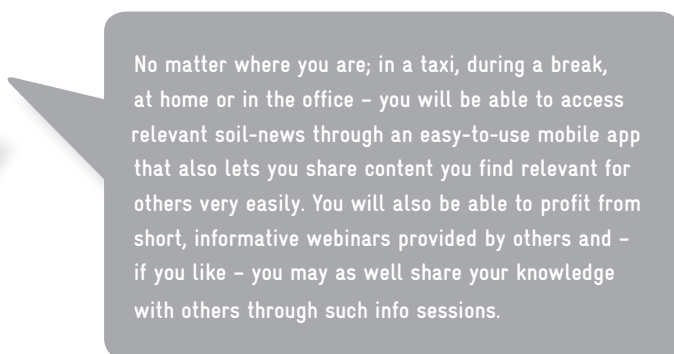 No matter where you are; in a taxi, during a break,
at home or in the office – you will be able to access
relevant soil-news through an easy-to-use mobile app
that also lets you share content you find relevant for
others very easily. You will also be able to profit from
short, informative webinars provided by others and –
if you like – you may as well share your knowledge
with others through such info sessions.